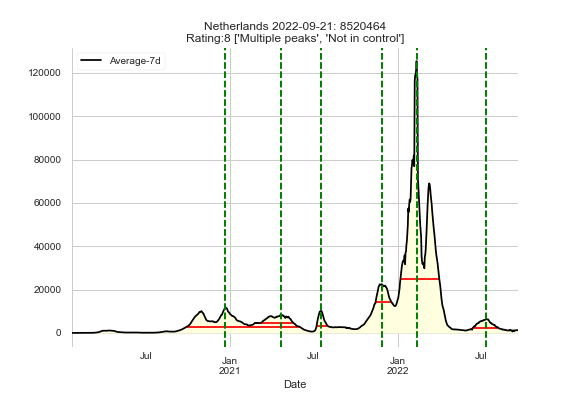 Netherlands 2022-09-21: 8520464
Rating:8 ['Multiple peaks', 'Not in control']
Average-7d
120000
100000
80000
60000
40000
20000
0
Jul
Jan
2021
Jul
Jan
2022
Jul
Date